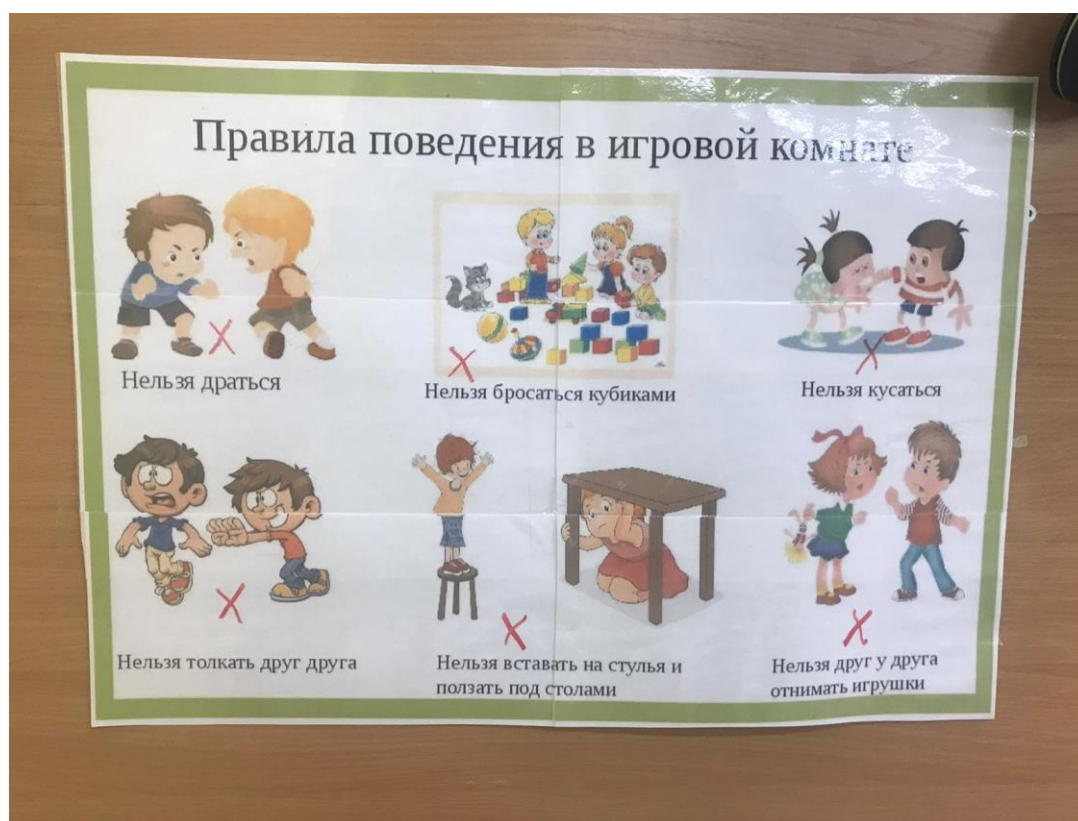 Правила поведения в игровой комнате
Нельзя драться
Нельзя бросаться кубиками
Нельзя кусаться
Нельзя толкать друг друга
Нельзя вставать на стулья и
ползать под столами
Нельзя друг у друга
отнимать игрушки